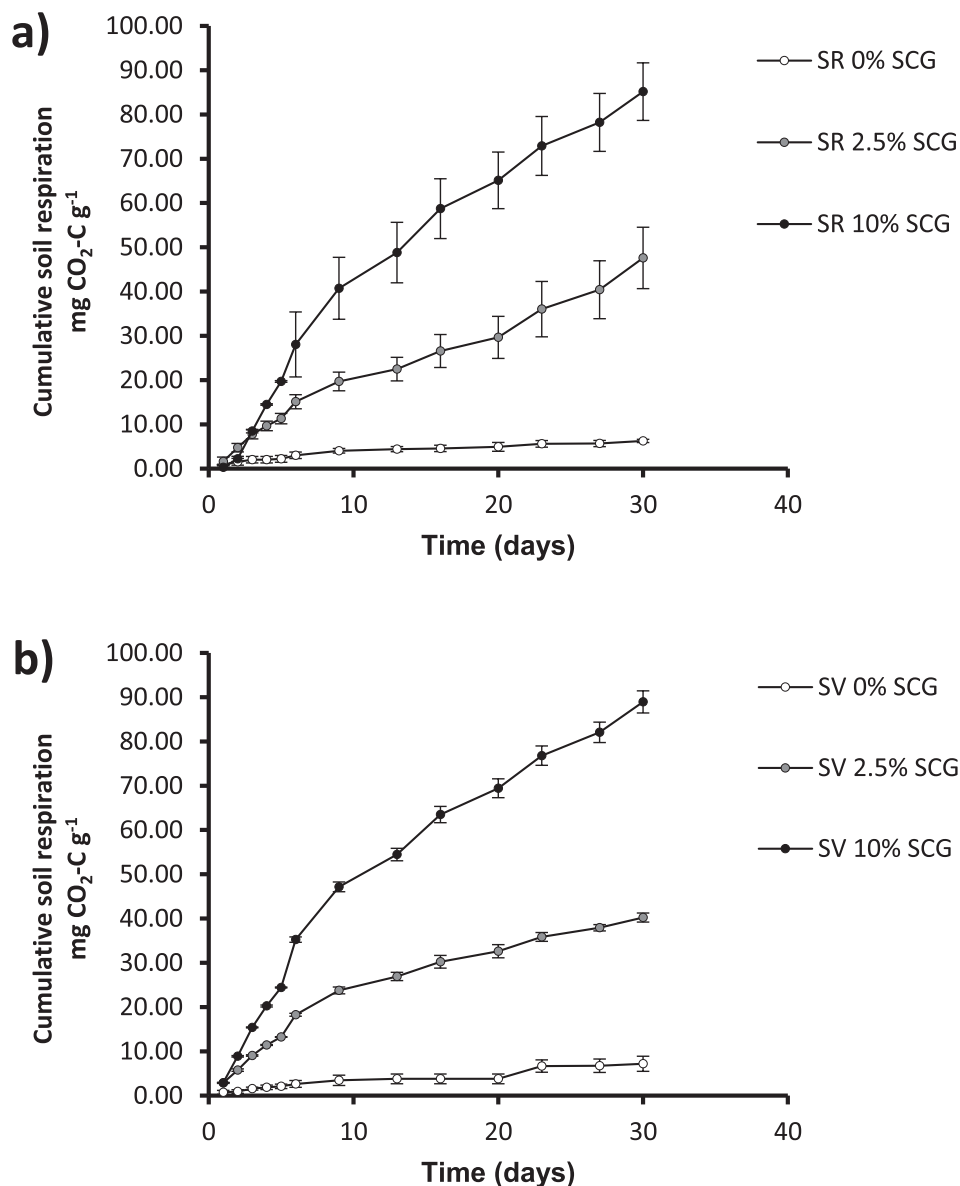 a)
100.00
90.00
80.00
70.00
60.00
50.00
40.00
30.00
20.00
10.00
0.00
Cumulative soil respiration
mg CO₂-C g⁻¹
0 10 20 30 40
Time (days)
SR 0% SCG
SR 2.5% SCG
SR 10% SCG
b)
100.00
90.00
80.00
70.00
60.00
50.00
40.00
30.00
20.00
10.00
0.00
Cumulative soil respiration
mg CO₂-C g⁻¹
0 10 20 30 40
Time (days)
SV 0% SCG
SV 2.5% SCG
SV 10% SCG